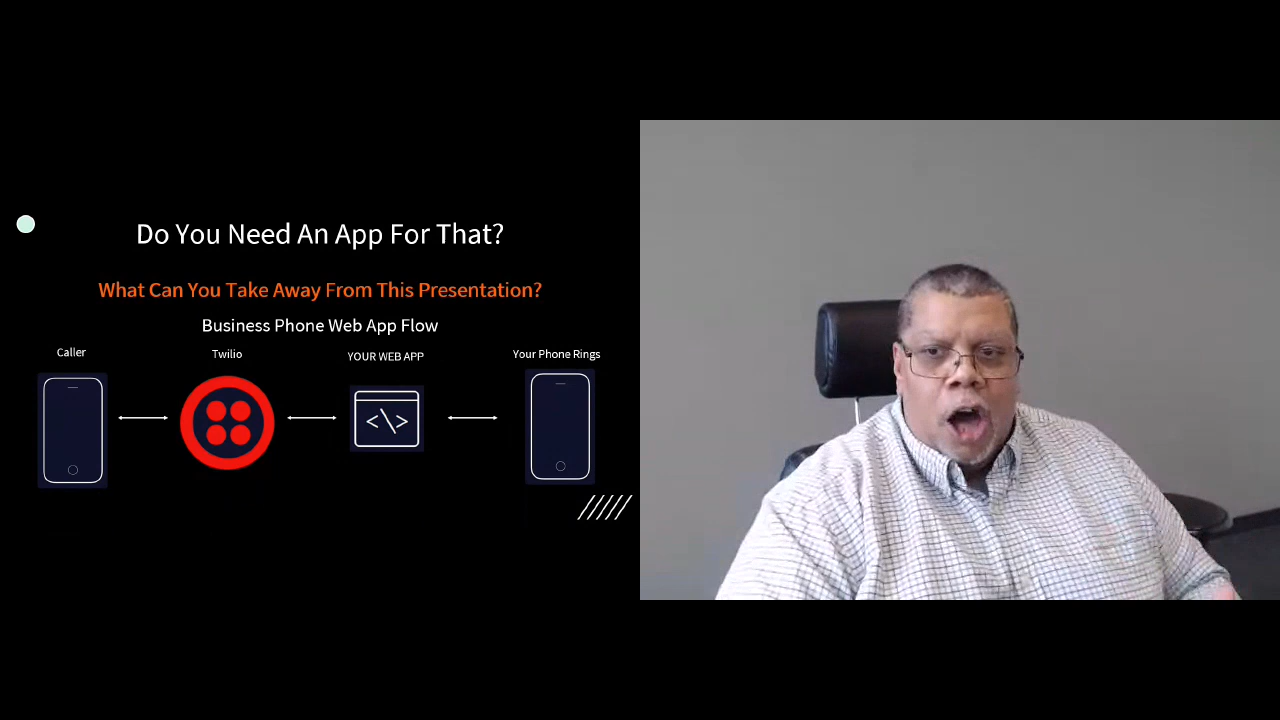 Do You Need An App For That?
What Can You Take Away From This Presentation?
Business Phone Web App Flow
Caller
Twilio
YOUR WEB APP
Your Phone Rings